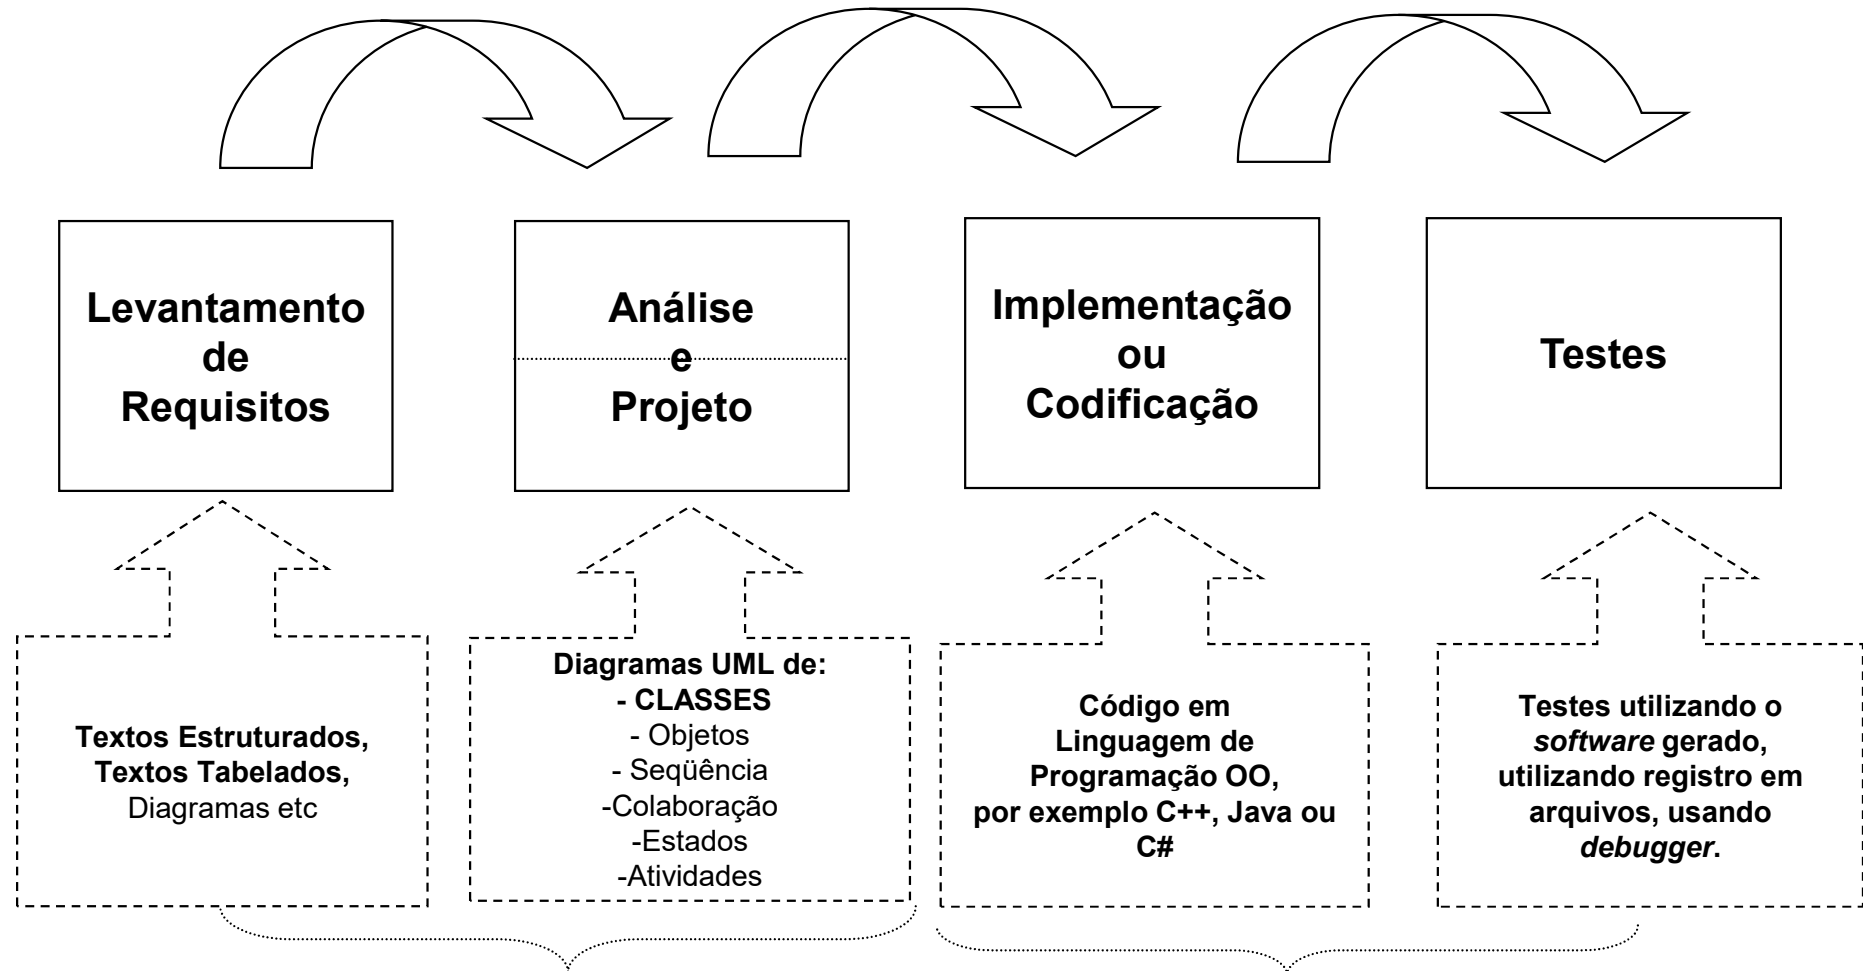 Levantamento
de
Requisitos
Análise
e
Projeto
Implementação
ou
Codificação
Testes
Textos Estruturados,
Textos Tabelados,
Diagramas etc
Diagramas UML de:
- CLASSES
- Objetos
- Seqüência
-Colaboração
-Estados
-Atividades
Código em
Linguagem de
Programação OO,
por exemplo C++, Java ou
C#
Testes utilizando o
software gerado,
utilizando registro em
arquivos, usando
debugger.